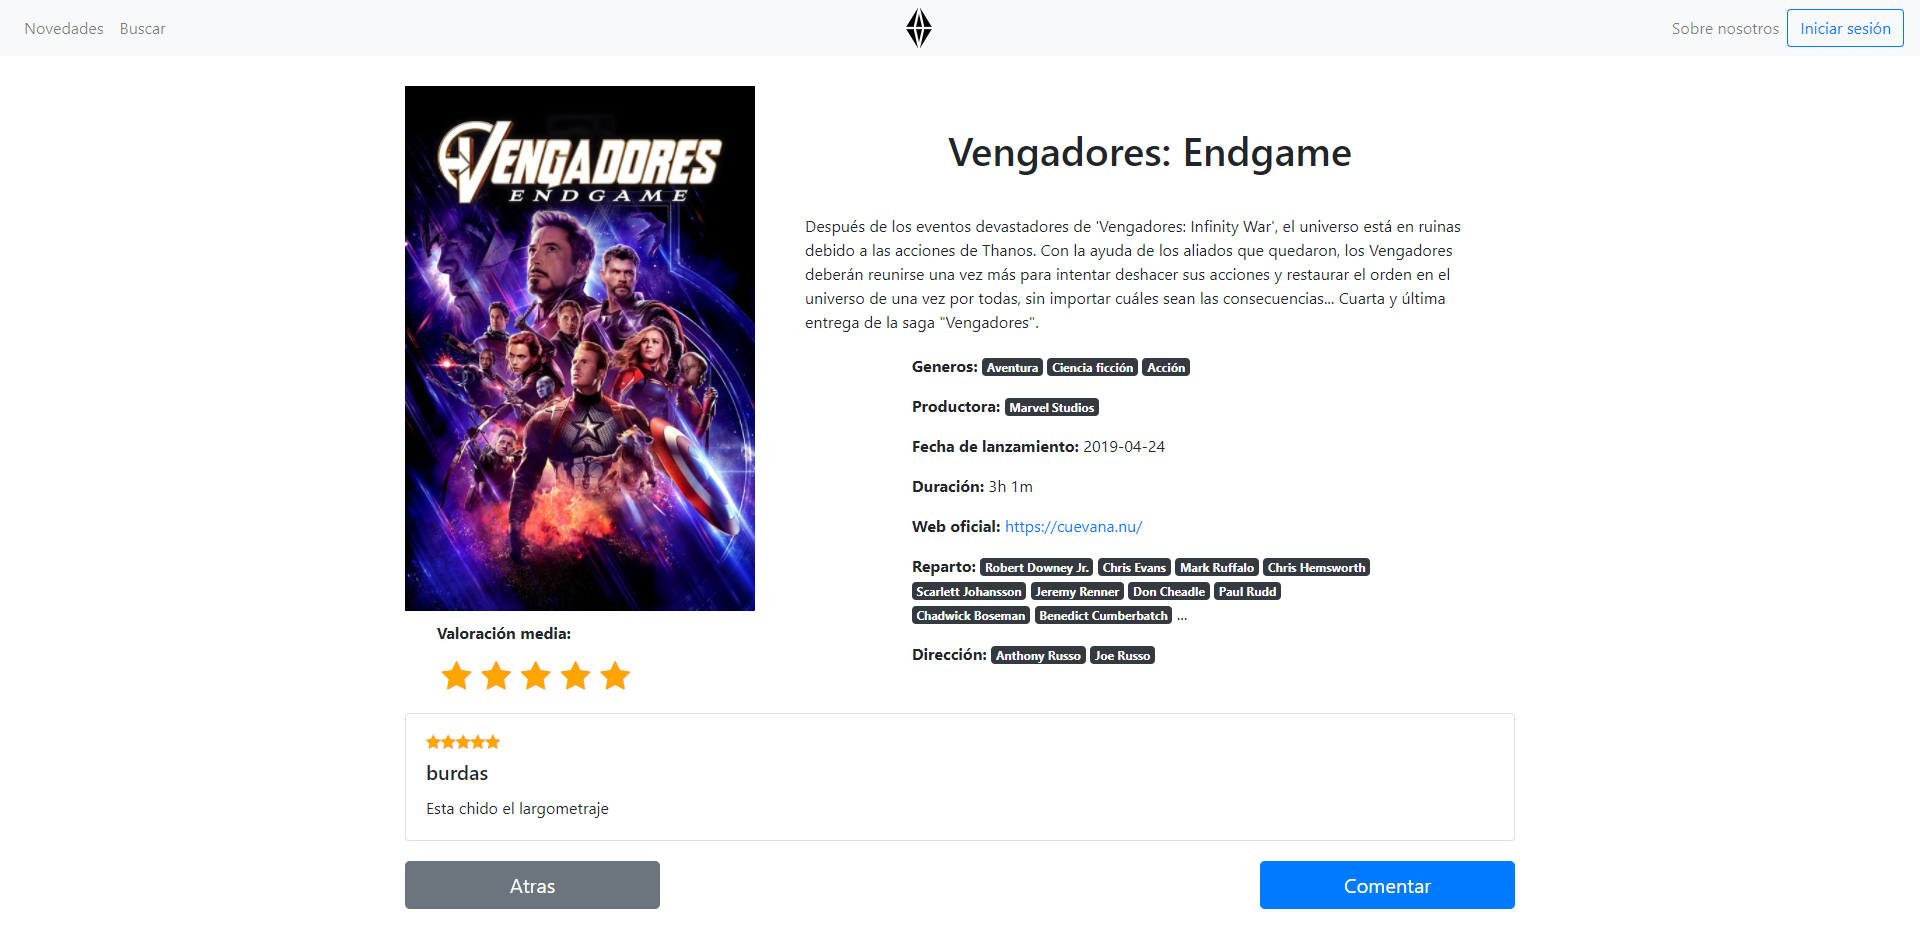 Novedades Buscar Sobre nosotros Iniciar sesión
VENGADORES
ENDGAME
Valoración media:
Vengadores: Endgame
Después de los eventos devastadores de 'Vengadores: Infinity War', el universo está en ruinas
debido a las acciones de Thanos. Con la ayuda de los aliados que quedaron, los Vengadores
deberán reunirse una vez más para intentar deshacer sus acciones y restaurar el orden en el
universo de una vez por todas, sin importar cuáles sean las consecuencias... Cuarta y última
entrega de la saga "Vengadores".
Generos: Aventura Ciencia ficción Acción
Productora: Marvel Studios
Fecha de lanzamiento: 2019-04-24
Duración: 3h 1m
Web oficial: https://cuevana.nu/
Reparto: Robert Downey Jr. Chris Evans Mark Ruffalo Chris Hemsworth
Scarlett Johansson Jeremy Renner Don Cheadle Paul Rudd
Chadwick Boseman Benedict Cumberbatch ...
Dirección: Anthony Russo Joe Russo
burdas
Esta chido el largometraje
Atras Comentar